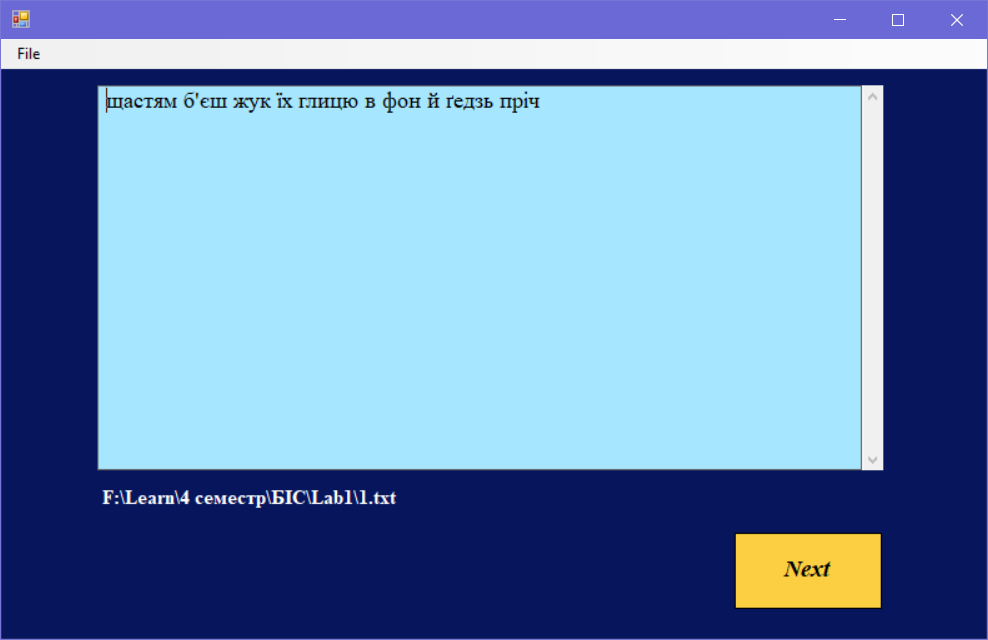 File
щастям б'єш жук їх глицю в фон й ґедзь пріч
F:\Learn\4 семестр\БІС\Lab1\1.txt
Next